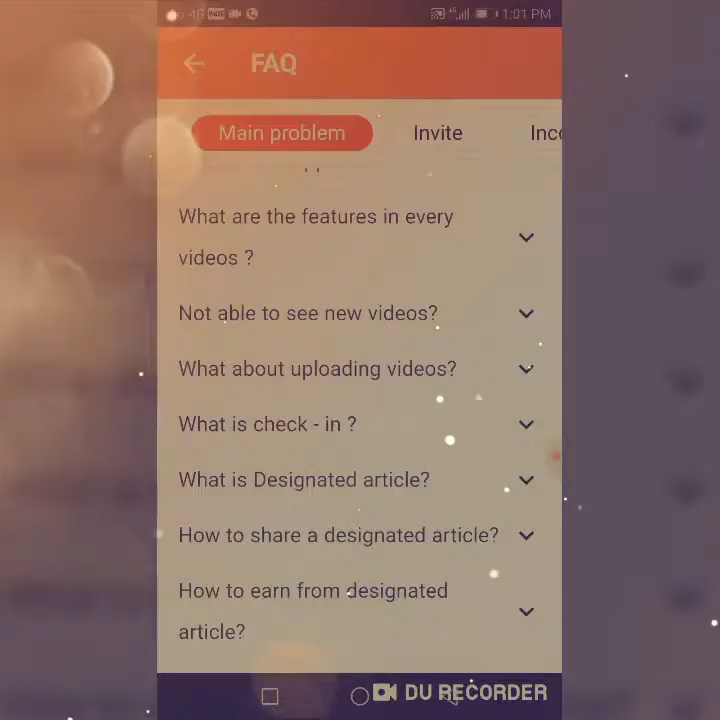 4G
1:01 PM
FAQ
Main problem
Invite
Inc
What are the features in every
videos ?
Not able to see new videos?
What about uploading videos?
What is check - in ?
What is Designated article?
How to share a designated article?
How to earn from designated
article?
DU RECORDER